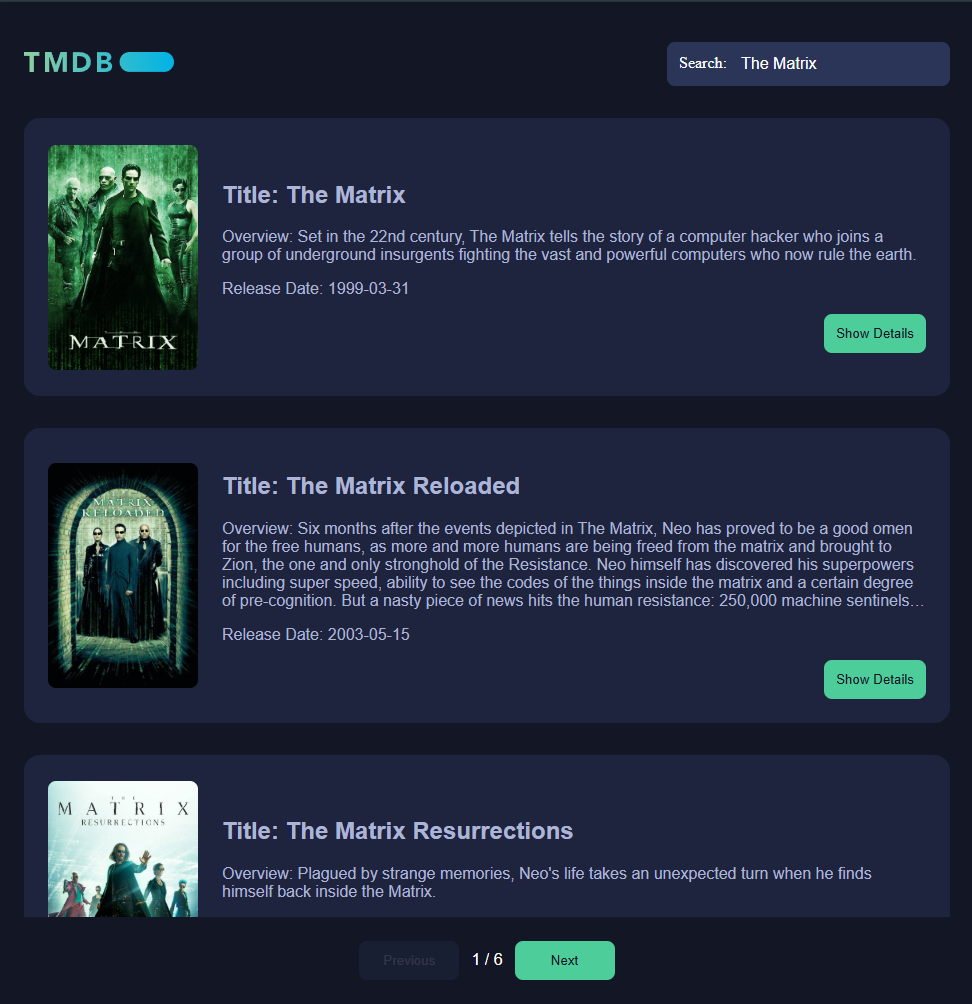 TMDB
Search: The Matrix
MATRIX
Title: The Matrix
Overview: Set in the 22nd century, The Matrix tells the story of a computer hacker who joins a
group of underground insurgents fighting the vast and powerful computers who now rule the earth.
Release Date: 1999-03-31
Show Details
MATRIX
RELOADED
Title: The Matrix Reloaded
Overview: Six months after the events depicted in The Matrix, Neo has proved to be a good omen
for the free humans, as more and more humans are being freed from the matrix and brought to
Zion, the one and only stronghold of the Resistance. Neo himself has discovered his superpowers
including super speed, ability to see the codes of the things inside the matrix and a certain degree
of pre-cognition. But a nasty piece of news hits the human resistance: 250,000 machine sentinels…
Release Date: 2003-05-15
Show Details
THE
MATRIX
RESURRECTIONS
Title: The Matrix Resurrections
Overview: Plagued by strange memories, Neo's life takes an unexpected turn when he finds
himself back inside the Matrix.
Previous 1 / 6 Next